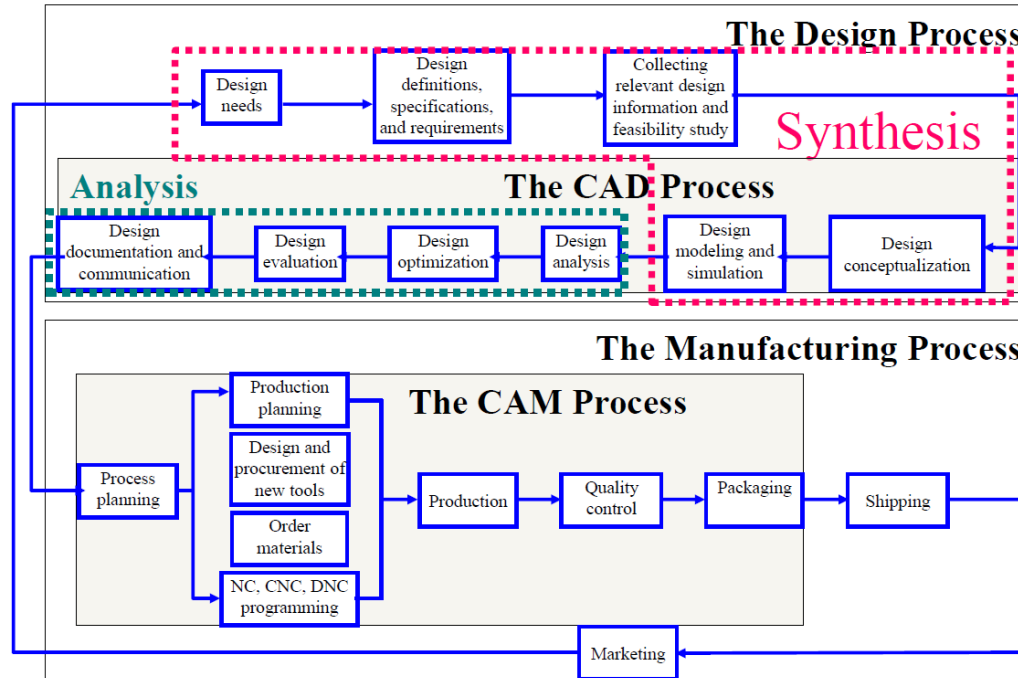 The Design Process
Design
needs
Design
definitions,
specifications,
and requirements
Collecting
relevant design
information and
feasibility study
Synthesis
Analysis
The CAD Process
Design
documentation and
communication
Design
evaluation
Design
optimization
Design
analysis
Design
modeling and
simulation
Design
conceptualization
The Manufacturing Process
The CAM Process
Process
planning
Production
planning
Design and
procurement of
new tools
Order
materials
NC, CNC, DNC
programming
Production
Quality
control
Packaging
Shipping
Marketing